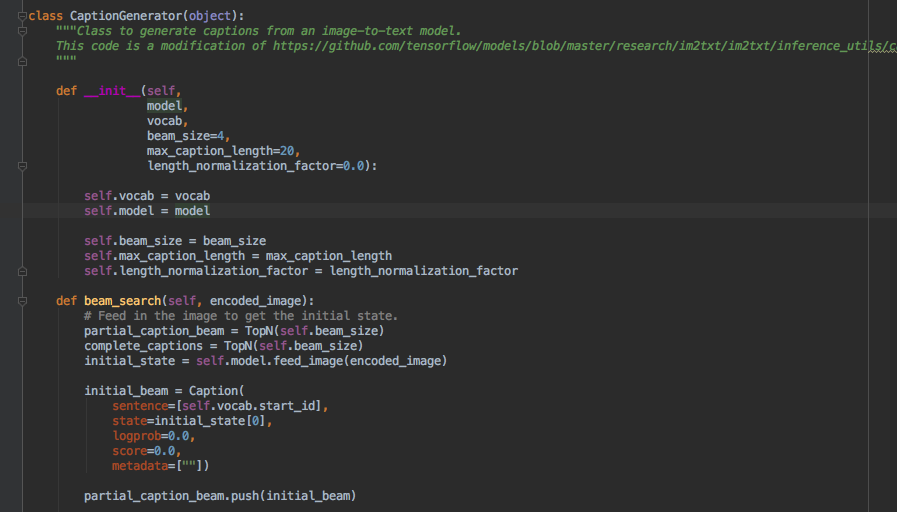 class CaptionGenerator(object):
    """Class to generate captions from an image-to-text model.
    This code is a modification of https://github.com/tensorflow/models/blob/master/research/im2txt/im2txt/inference_utils/c
    """

    def __init__(self,
                 model,
                 vocab,
                 beam_size=4,
                 max_caption_length=20,
                 length_normalization_factor=0.0):

        self.vocab = vocab
        self.model = model

        self.beam_size = beam_size
        self.max_caption_length = max_caption_length
        self.length_normalization_factor = length_normalization_factor

    def beam_search(self, encoded_image):
        # Feed in the image to get the initial state.
        partial_caption_beam = TopN(self.beam_size)
        complete_captions = TopN(self.beam_size)
        initial_state = self.model.feed_image(encoded_image)

        initial_beam = Caption(
            sentence=[self.vocab.start_id],
            state=initial_state[0],
            logprob=0.0,
            score=0.0,
            metadata=[""])

        partial_caption_beam.push(initial_beam)